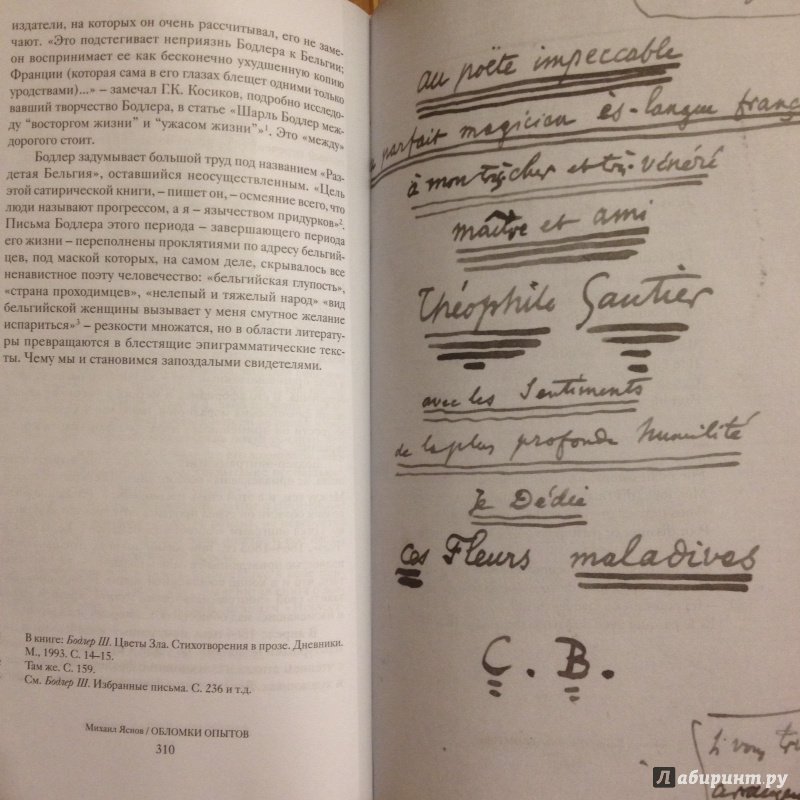 издатели, на которых он очень рассчитывал, его не заме-
чают. «Это подстегивает неприязнь Бодлера к Бельгии;
он воспринимает ее как бесконечно ухудшенную копию
Франции (которая сама в его глазах блещет одними только
уродствами)...» – замечал Г.К. Косиков, подробно исследо-
вавший творчество Бодлера, в статье «Шарль Бодлер меж-
ду "восторгом жизни" и "ужасом жизни"»¹. Это «между»
дорогого стоит.
Бодлер задумывает большой труд под названием «Раз-
детая Бельгия», оставшийся неосуществленным. «Цель
этой сатирической книги, – пишет он, – осмеяние всего, что
люди называют прогрессом, а я – язычеством придурков»².
Письма Бодлера этого периода – завершающего периода
его жизни – переполнены проклятиями по адресу бельгий-
цев, под маской которых, на самом деле, скрывалось все
ненавистное поэту человечество: «бельгийская глупость»,
«страна проходимцев», «нелепый и тяжелый народ» «вид
бельгийской женщины вызывает у меня смутное желание
испариться»³ – резкости множатся, но в области литерату-
ры превращаются в блестящие эпиграмматические текс-
ты. Чему мы и становимся запоздалыми свидетелями.
В книге: Бодлер Ш. Цветы Зла. Стихотворения в прозе. Дневники.
М., 1993. С. 14–15.
Там же. С. 159.
См. Бодлер Ш. Избранные письма. С. 236 и т.д.
Михаил Яснов / ОБЛОМКИ ОПЫТОВ
310
au poëte impeccable
parfait magicien ès-langue franç
à mon très cher et très vénéré
maître et ami
Théophile Gautier
avec les Sentiments
de la plus profonde humilité
Je Dédie
ces Fleurs maladives
C. B.
Si vous
Лабиринт.ру